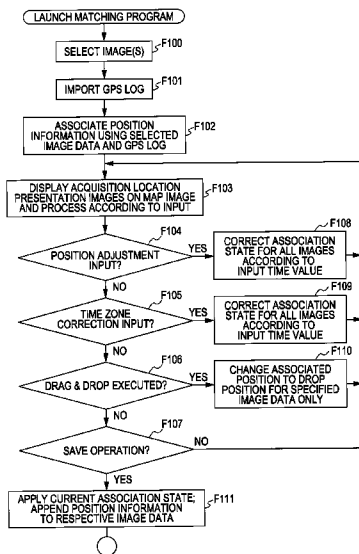 LAUNCH MATCHING PROGRAM
SELECT IMAGE(S)
F100
IMPORT GPS LOG
F101
ASSOCIATE POSITION
INFORMATION USING SELECTED
IMAGE DATA AND GPS LOG
F102
DISPLAY ACQUISITION LOCATION
PRESENTATION IMAGES ON MAP IMAGE
AND PROCESS ACCORDING TO INPUT
F103
F104
POSITION ADJUSTMENT
INPUT?
YES
F108
CORRECT ASSOCIATION
STATE FOR ALL IMAGES
ACCORDING TO
INPUT TIME VALUE
NO
F105
TIME ZONE
CORRECTION INPUT?
YES
F109
CORRECT ASSOCIATION
STATE FOR ALL IMAGES
ACCORDING TO
INPUT TIME VALUE
NO
F106
DRAG & DROP EXECUTED?
YES
F110
CHANGE ASSOCIATED
POSITION TO DROP
POSITION FOR SPECIFIED
IMAGE DATA ONLY
NO
F107
SAVE OPERATION?
NO
YES
APPLY CURRENT ASSOCIATION STATE;
APPEND POSITION INFORMATION
TO RESPECTIVE IMAGE DATA
F111